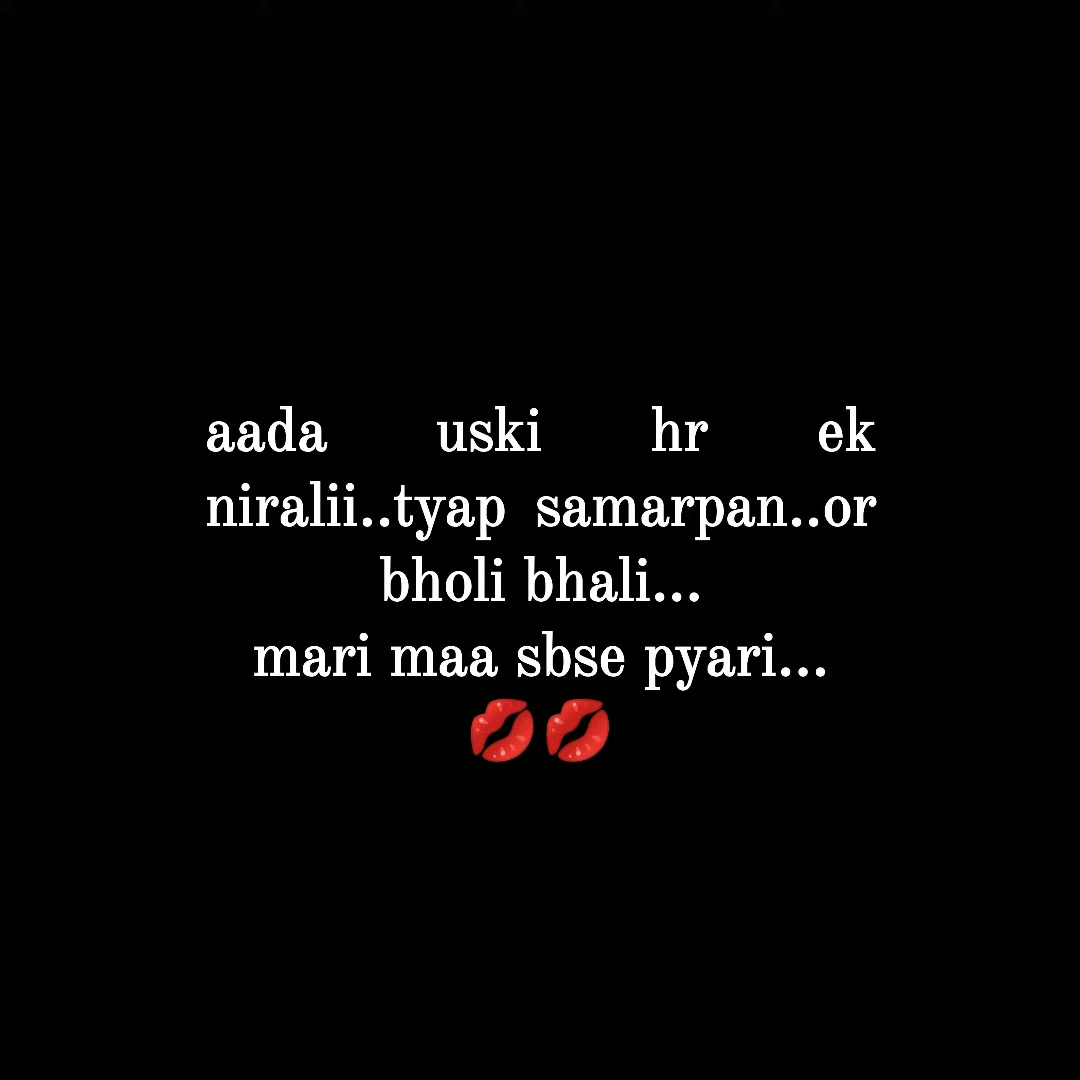 aada uski hr ek
niralii..tyap samarpan..or
bholi bhali...
mari maa sbse pyari...
💋💋